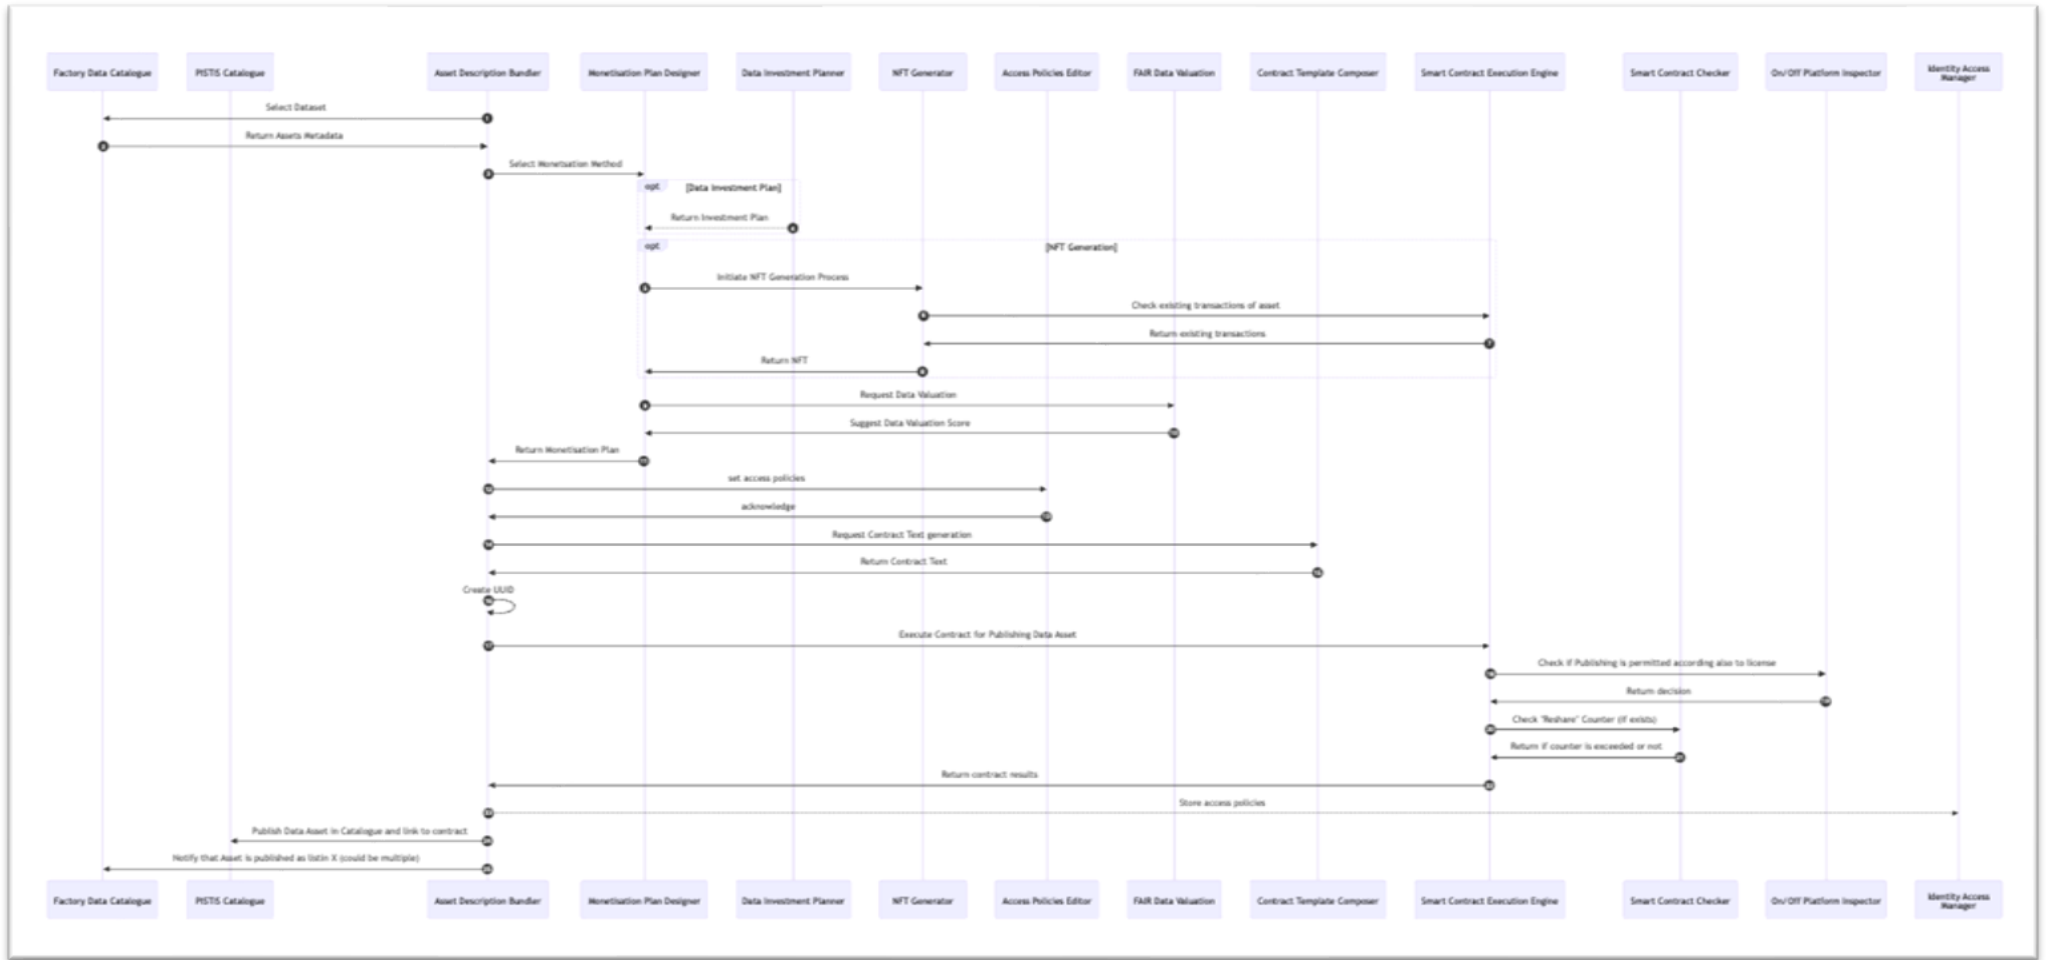 Factory Data Catalogue
PISTIS Catalogue
Asset Description Bundler
Monetisation Plan Designer
Data Investment Planner
NFT Generator
Access Policies Editor
FAIR Data Valuation
Contract Template Composer
Smart Contract Execution Engine
Smart Contract Checker
On/Off Platform Inspector
Identity Access
Manager
Select Dataset
Return Assets Metadata
Select Monetisation Method
opt
[Data Investment Plan]
Return Investment Plan
opt
[NFT Generation]
Initiate NFT Generation Process
Check existing transactions of asset
Return existing transactions
7
Return NFT
Request Data Valuation
Suggest Data Valuation Score
Return Monetisation Plan
set access policies
acknowledge
Request Contract Text generation
Return Contract Text
Create UUID
Execute Contract for Publishing Data Asset
Check if Publishing is permitted according also to license
Return decision
Check "Reshare" Counter (if exists)
Return if counter is exceeded or not
Return contract results
Store access policies
Publish Data Asset in Catalogue and link to contract
Notify that Asset is published as listin X (could be multiple)
Factory Data Catalogue
PISTIS Catalogue
Asset Description Bundler
Monetisation Plan Designer
Data Investment Planner
NFT Generator
Access Policies Editor
FAIR Data Valuation
Contract Template Composer
Smart Contract Execution Engine
Smart Contract Checker
On/Off Platform Inspector
Identity Access
Manager